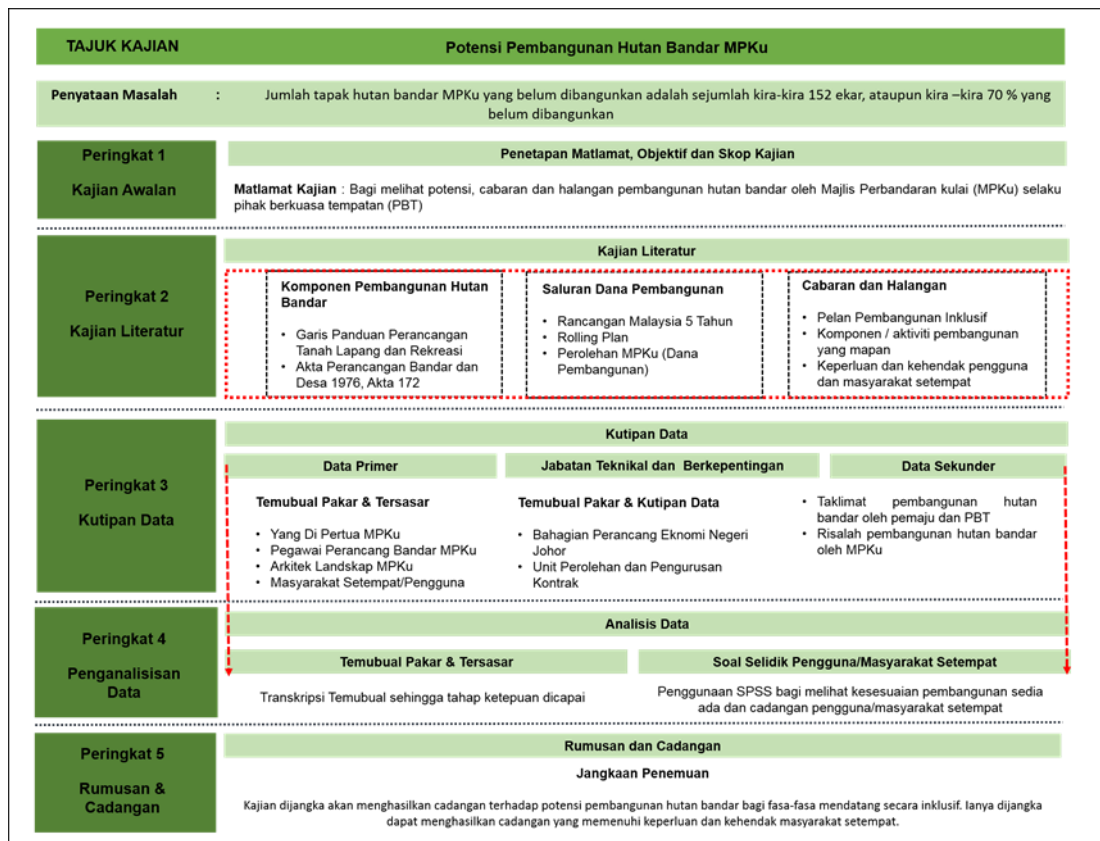 TAJUK KAJIAN
Potensi Pembangunan Hutan Bandar MPKu
Penyataan Masalah :
Jumlah tapak hutan bandar MPKu yang belum dibangunkan adalah sejumlah kira-kira 152 ekar, ataupun kira –kira 70 % yang
belum dibangunkan
Peringkat 1
Kajian Awalan
Penetapan Matlamat, Objektif dan Skop Kajian
Matlamat Kajian : Bagi melihat potensi, cabaran dan halangan pembangunan hutan bandar oleh Majlis Perbandaran kulai (MPKu) selaku
pihak berkuasa tempatan (PBT)
Peringkat 2
Kajian Literatur
Kajian Literatur
Komponen Pembangunan Hutan
Bandar
• Garis Panduan Perancangan
Tanah Lapang dan Rekreasi
• Akta Perancangan Bandar dan
Desa 1976, Akta 172
Saluran Dana Pembangunan
• Rancangan Malaysia 5 Tahun
• Rolling Plan
• Perolehan MPKu (Dana
Pembangunan)
Cabaran dan Halangan
• Pelan Pembangunan Inklusif
• Komponen / aktiviti pembangunan
yang mapan
• Keperluan dan kehendak pengguna
dan masyarakat setempat
Peringkat 3
Kutipan Data
Kutipan Data
Data Primer
Temubual Pakar & Tersasar
• Yang Di Pertua MPKu
• Pegawai Perancang Bandar MPKu
• Arkitek Landskap MPKu
• Masyarakat Setempat/Pengguna
Jabatan Teknikal dan Berkepentingan
Temubual Pakar & Kutipan Data
• Bahagian Perancang Eknomi Negeri
Johor
• Unit Perolehan dan Pengurusan
Kontrak
Data Sekunder
• Taklimat pembangunan hutan
bandar oleh pemaju dan PBT
• Risalah pembangunan hutan bandar
oleh MPKu
Peringkat 4
Penganalisisan
Data
Analisis Data
Temubual Pakar & Tersasar
Transkripsi Temubual sehingga tahap ketepuan dicapai
Soal Selidik Pengguna/Masyarakat Setempat
Penggunaan SPSS bagi melihat kesesuaian pembangunan sedia
ada dan cadangan pengguna/masyarakat setempat
Peringkat 5
Rumusan &
Cadangan
Rumusan dan Cadangan
Jangkaan Penemuan
Kajian dijangka akan menghasilkan cadangan terhadap potensi pembangunan hutan bandar bagi fasa-fasa mendatang secara inklusif. Ianya dijangka
dapat menghasilkan cadangan yang memenuhi keperluan dan kehendak masyarakat setempat.